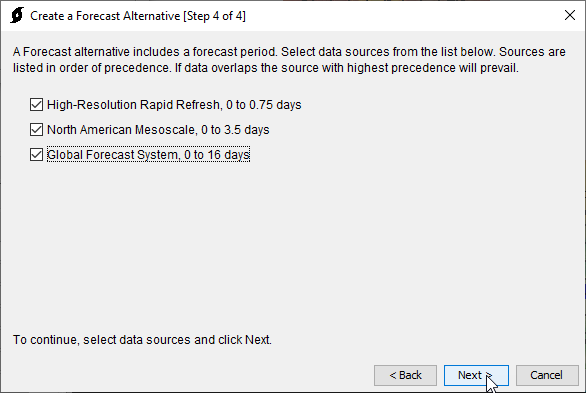 Create a Forecast Alternative [Step 4 of 4]
A Forecast alternative includes a forecast period. Select data sources from the list below. Sources are
listed in order of precedence. If data overlaps the source with highest precedence will prevail.
High-Resolution Rapid Refresh, 0 to 0.75 days
North American Mesoscale, 0 to 3.5 days
Global Forecast System, 0 to 16 days
To continue, select data sources and click Next.
< Back Next > Cancel